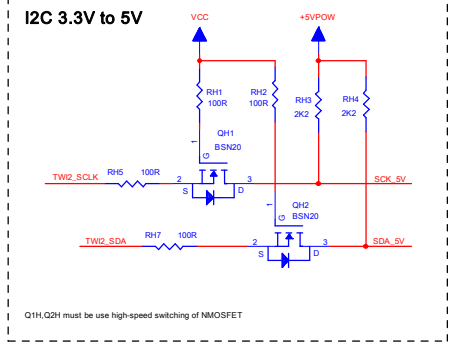 I2C 3.3V to 5V
VCC
+5VPOW
RH1
100R
RH2
100R
RH3
2K2
RH4
2K2
QH1
BSN20
1
G
TWI2_SCLK
RH5
100R
2
S
D
3
SCK_5V
QH2
BSN20
1
G
TWI2_SDA
RH7
100R
2
S
D
3
SDA_5V
Q1H,Q2H must be use high-speed switching of NMOSFET